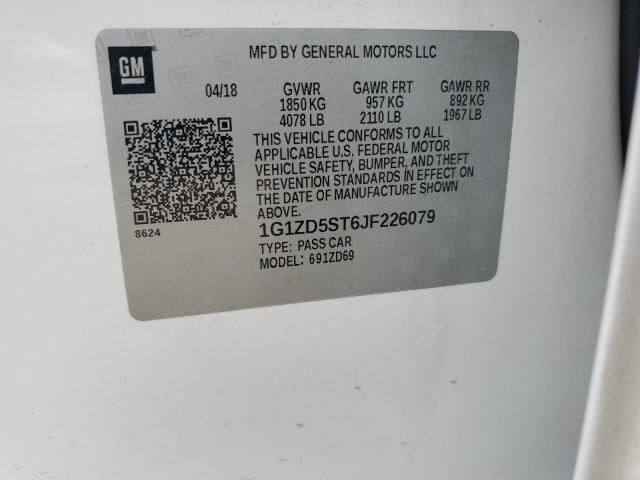 GM
MFD BY GENERAL MOTORS LLC
04/18 GVWR GAWR FRT GAWR RR
1850 KG 957 KG 892 KG
4078 LB 2110 LB 1967 LB
THIS VEHICLE CONFORMS TO ALL
APPLICABLE U.S. FEDERAL MOTOR
VEHICLE SAFETY, BUMPER, AND THEFT
PREVENTION STANDARDS IN EFFECT ON
THE DATE OF MANUFACTURE SHOWN
ABOVE.
8624
1G1ZD5ST6JF226079
TYPE: PASS CAR
MODEL: 691ZD69